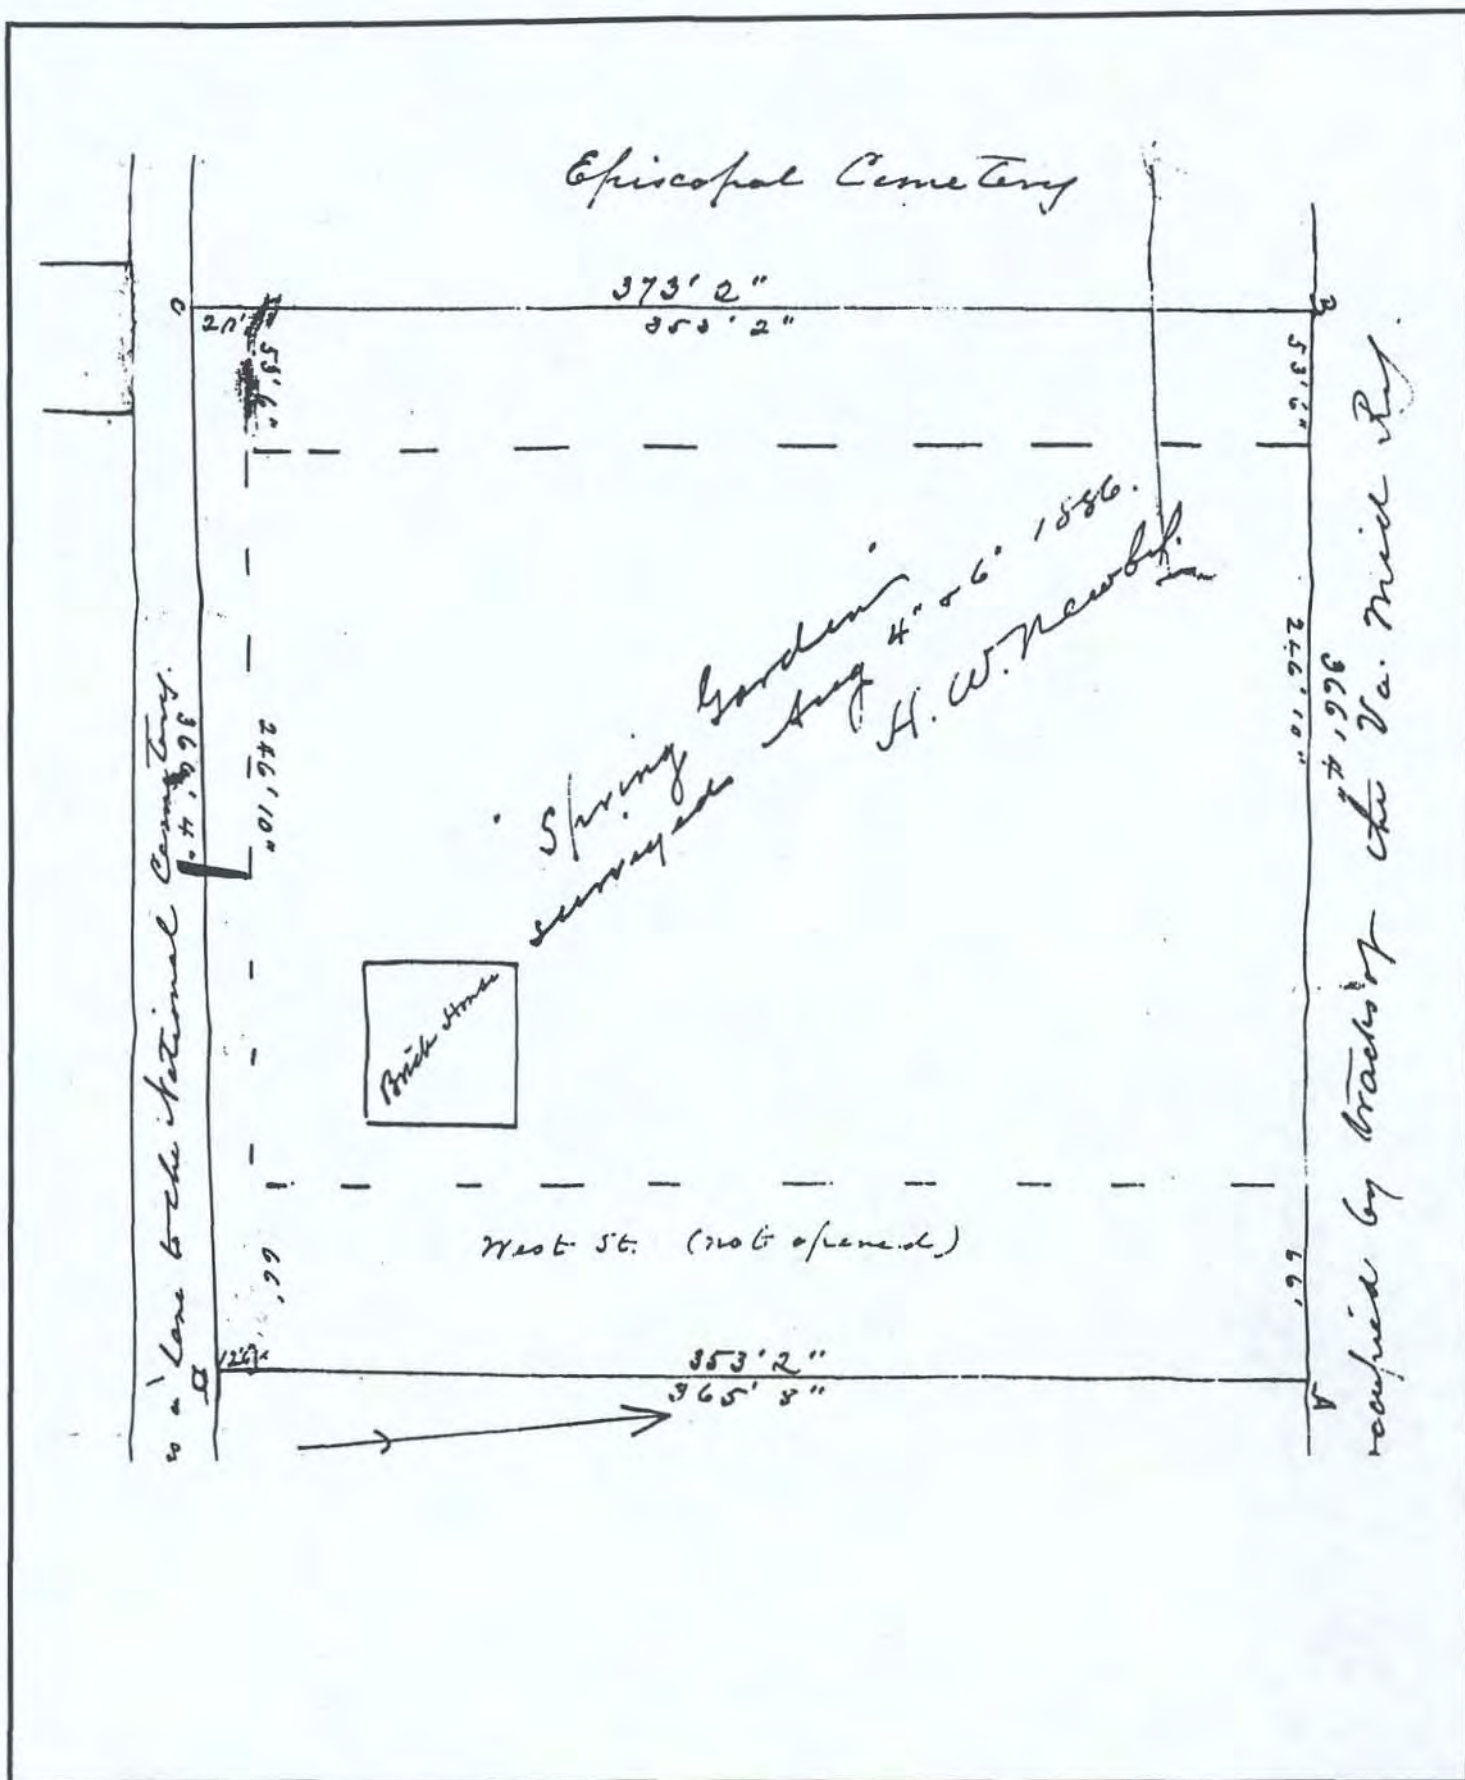 Episcopal Cemetery
C
373' 2"
353' 2"
B
20'
53' 6"
53' 6"
"Spring Garden"
surveyed Aug 4" & 6" 1886.
H. W.
246' 10"
366' 4"
246' 10"
366' 4"
is a Lane to the National Cemetery.
occupied by tracks of the Va. Mid Ry.
Brick House
West St. (not opened)
66'
66'
12'6"
D
353' 2"
365' 8"
A